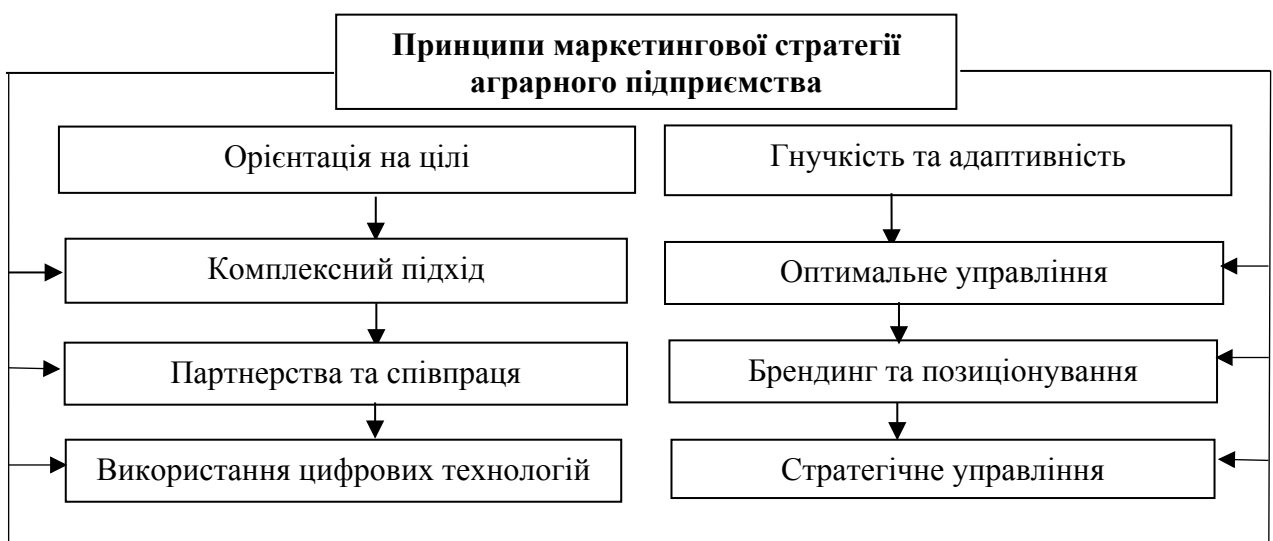 Принципи маркетингової стратегії
аграрного підприємства
Орієнтація на цілі
Гнучкість та адаптивність
Комплексний підхід
Оптимальне управління
Партнерства та співпраця
Брендинг та позиціонування
Використання цифрових технологій
Стратегічне управління